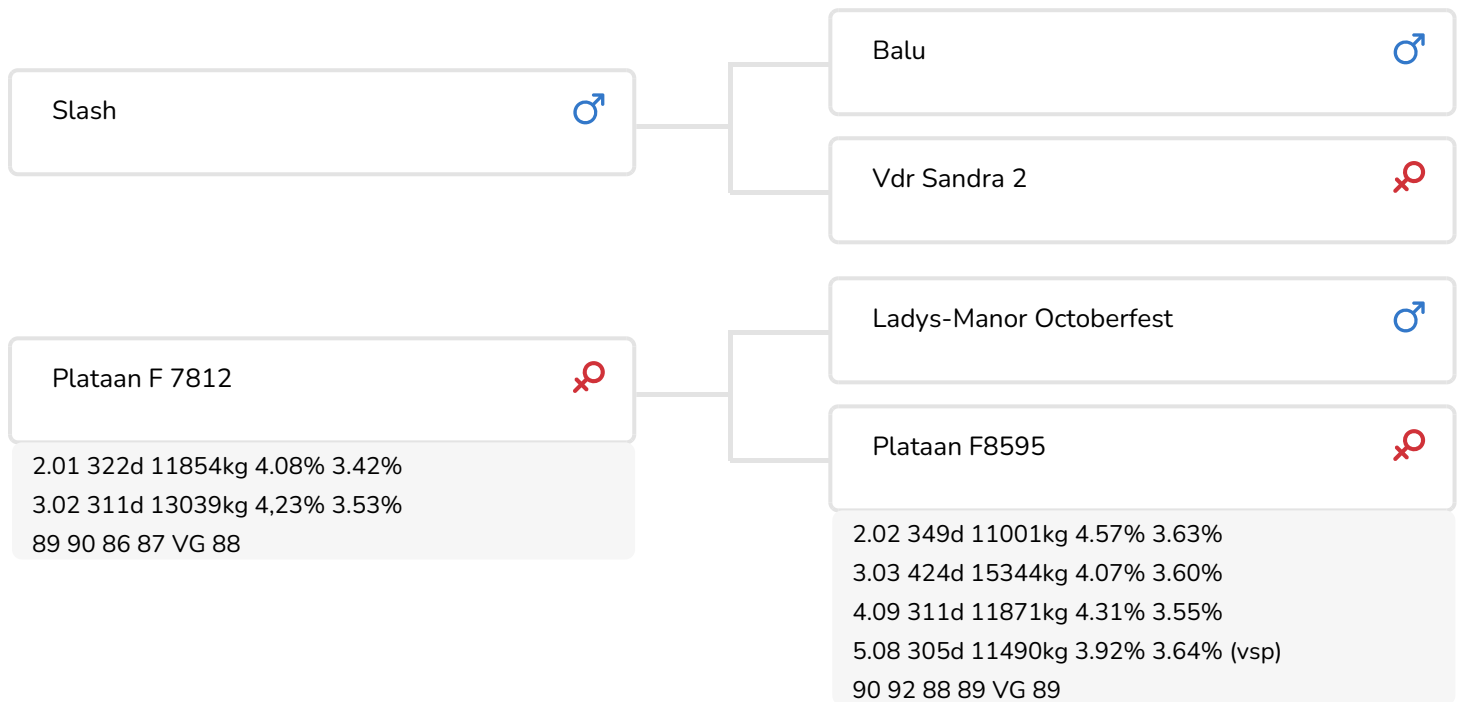 Slash
Balu
Vdr Sandra 2
Plataan F 7812
2.01 322d 11854kg 4.08% 3.42%
3.02 311d 13039kg 4,23% 3.53%
89 90 86 87 VG 88
Ladys-Manor Octoberfest
Plataan F8595
2.02 349d 11001kg 4.57% 3.63%
3.03 424d 15344kg 4.07% 3.60%
4.09 311d 11871kg 4.31% 3.55%
5.08 305d 11490kg 3.92% 3.64% (vsp)
90 92 88 89 VG 89